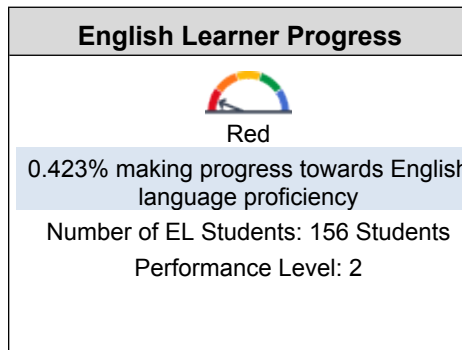 English Learner Progress
Red
0.423% making progress towards English
language proficiency
Number of EL Students: 156 Students
Performance Level: 2